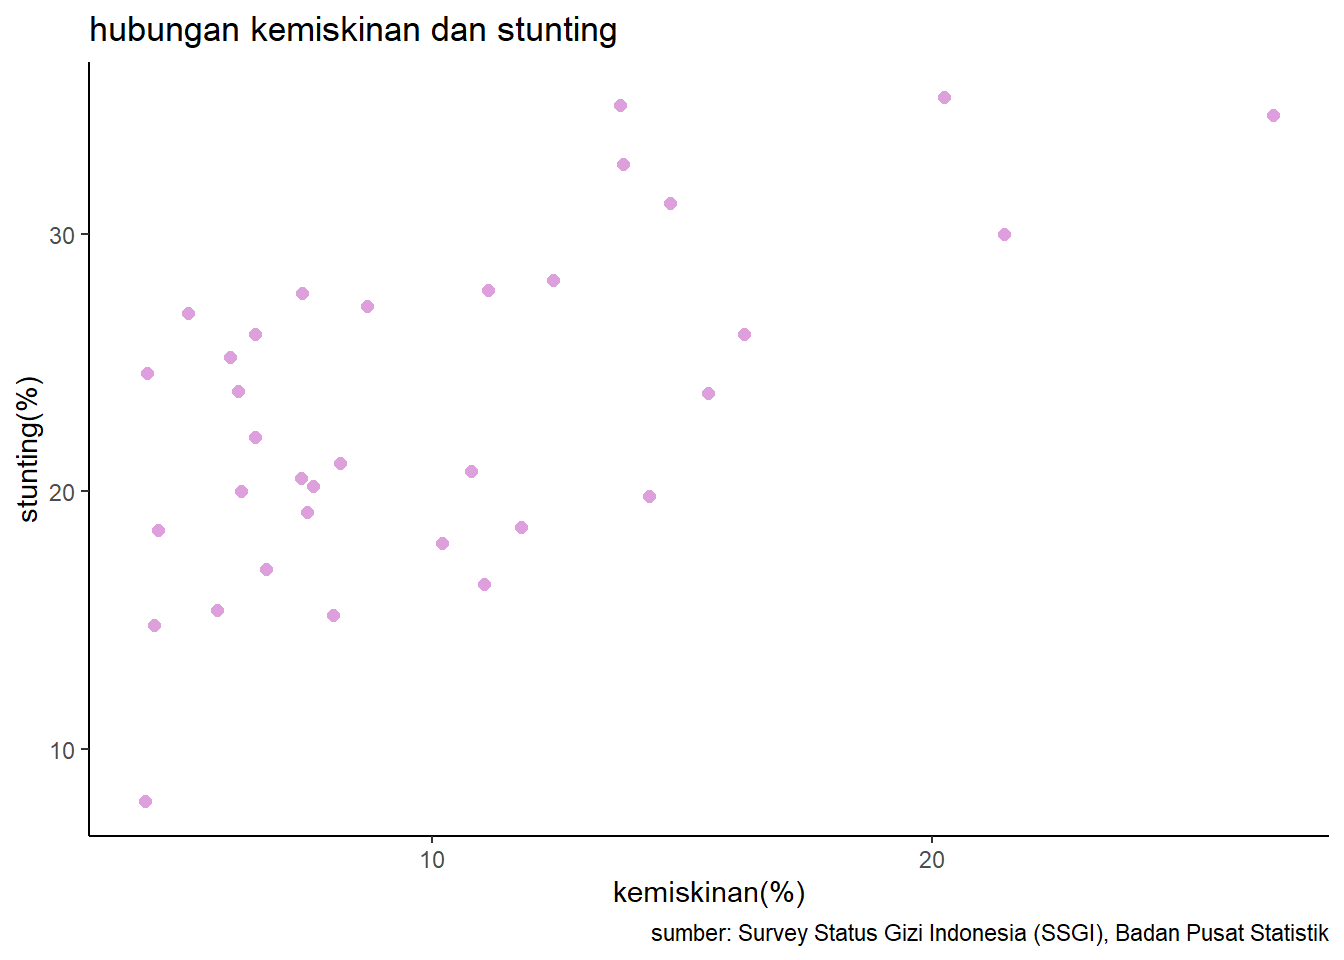 hubungan kemiskinan dan stunting
stunting(%)
30
20
10
10
20
kemiskinan(%)
sumber: Survey Status Gizi Indonesia (SSGI), Badan Pusat Statistik